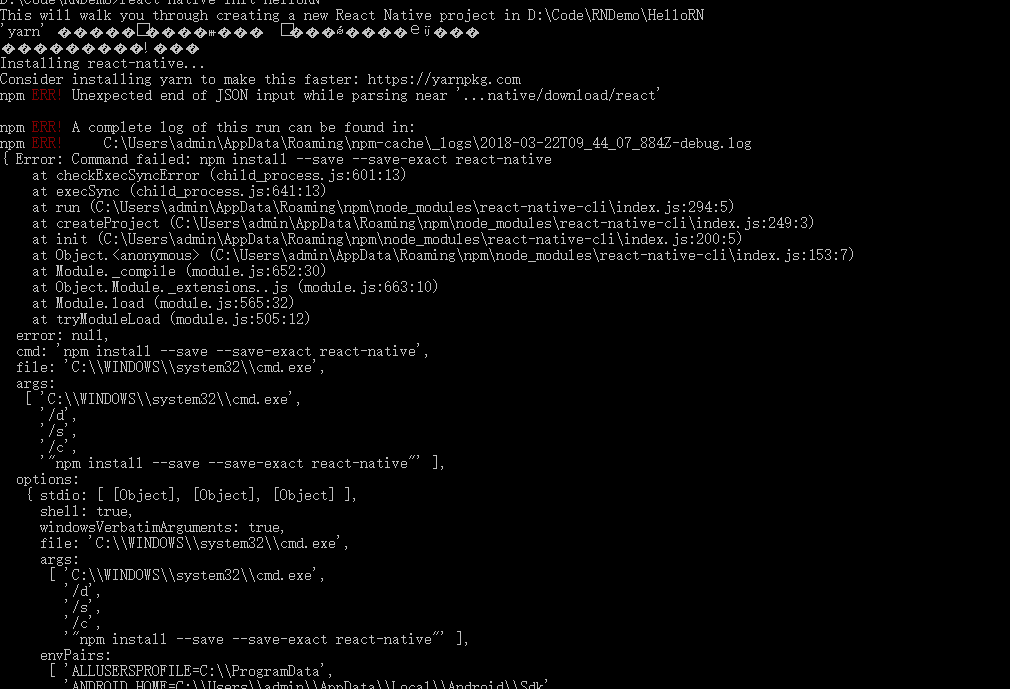 D:\Code\RNDemo>react-native init HelloRN
This will walk you through creating a new React Native project in D:\Code\RNDemo\HelloRN
'yarn'
Installing react-native...
Consider installing yarn to make this faster: https://yarnpkg.com
npm ERR! Unexpected end of JSON input while parsing near '...native/download/react'
npm ERR! A complete log of this run can be found in:
npm ERR!     C:\Users\admin\AppData\Roaming\npm-cache\_logs\2018-03-22T09_44_07_884Z-debug.log
{ Error: Command failed: npm install --save --save-exact react-native
    at checkExecSyncError (child_process.js:601:13)
    at execSync (child_process.js:641:13)
    at run (C:\Users\admin\AppData\Roaming\npm\node_modules\react-native-cli\index.js:294:5)
    at createProject (C:\Users\admin\AppData\Roaming\npm\node_modules\react-native-cli\index.js:249:3)
    at init (C:\Users\admin\AppData\Roaming\npm\node_modules\react-native-cli\index.js:200:5)
    at Object.<anonymous> (C:\Users\admin\AppData\Roaming\npm\node_modules\react-native-cli\index.js:153:7)
    at Module._compile (module.js:652:30)
    at Object.Module._extensions..js (module.js:663:10)
    at Module.load (module.js:565:32)
    at tryModuleLoad (module.js:505:12)
  error: null,
  cmd: 'npm install --save --save-exact react-native',
  file: 'C:\\WINDOWS\\system32\\cmd.exe',
  args:
   [ 'C:\\WINDOWS\\system32\\cmd.exe',
     '/d',
     '/s',
     '/c',
     '"npm install --save --save-exact react-native"' ],
  options:
   { stdio: [ [Object], [Object], [Object] ],
     shell: true,
     windowsVerbatimArguments: true,
     file: 'C:\\WINDOWS\\system32\\cmd.exe',
     args:
      [ 'C:\\WINDOWS\\system32\\cmd.exe',
        '/d',
        '/s',
        '/c',
        '"npm install --save --save-exact react-native"' ],
     envPairs:
      [ 'ALLUSERSPROFILE=C:\\ProgramData',
        'ANDROID_HOME=C:\\Users\\admin\\AppData\\Local\\Android\\Sdk'